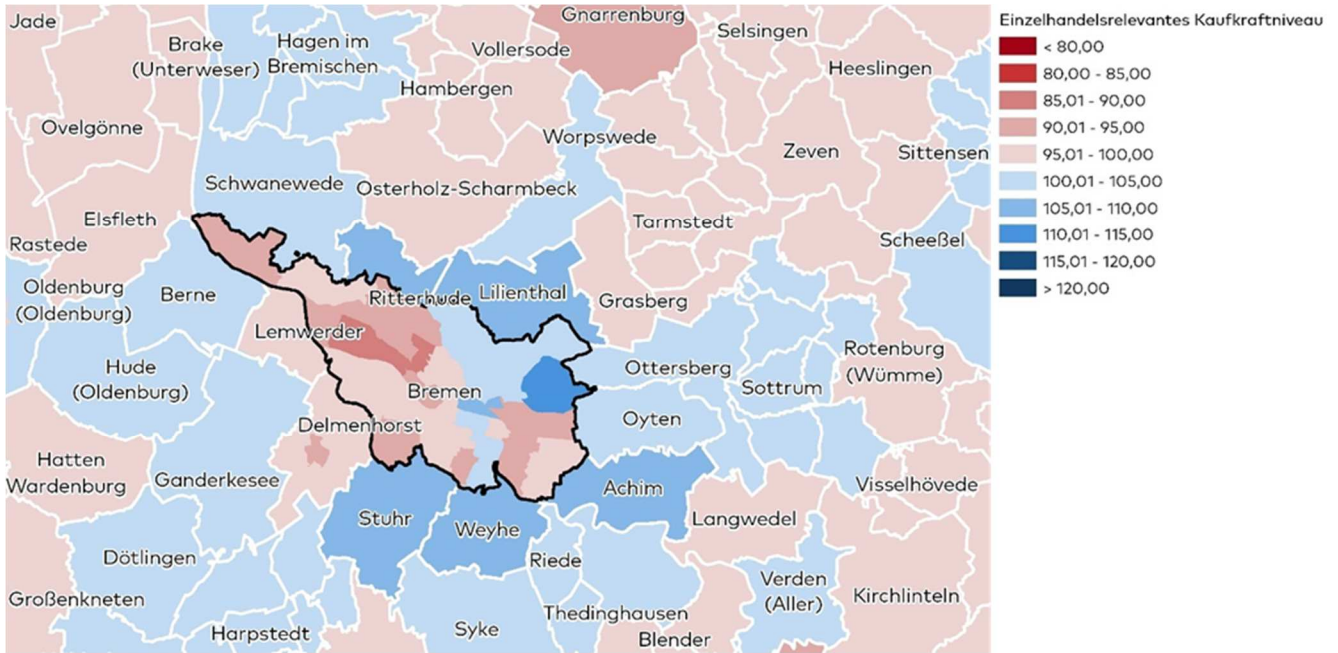 Jade
Gnarrenburg
Selsingen
Brake
(Unterweser)
Hagen im
Bremischen
Vollersode
Heeslingen
Hambergen
Ovelgönne
Worpswede
Zeven
Sittensen
Schwanewede
Osterholz-Scharmbeck
Elsfleth
Tarmstedt
Rastede
Scheeßel
Oldenburg
(Oldenburg)
Berne
Ritterhude
Lilienthal
Grasberg
Lemwerder
Hude
(Oldenburg)
Ottersberg
Rotenburg
(Wümme)
Bremen
Sottrum
Delmenhorst
Oyten
Hatten
Wardenburg
Ganderkesee
Achim
Visselhövede
Stuhr
Weyhe
Langwedel
Dötlingen
Riede
Verden
(Aller)
Großenkneten
Kirchlinteln
Thedinghausen
Harpstedt
Syke
Blender
Einzelhandelsrelevantes Kaufkraftniveau
< 80,00
80,00 - 85,00
85,01 - 90,00
90,01 - 95,00
95,01 - 100,00
100,01 - 105,00
105,01 - 110,00
110,01 - 115,00
115,01 - 120,00
> 120,00